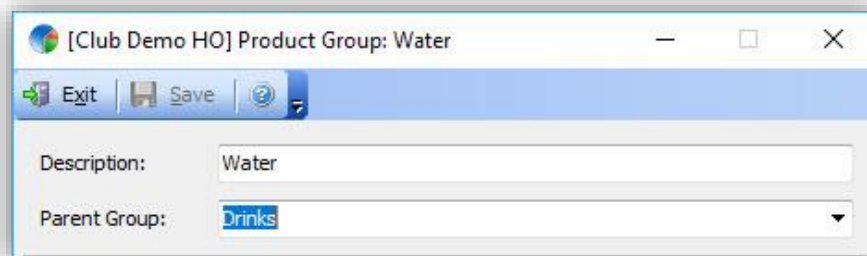 [Club Demo HO] Product Group: Water
Exit Save
Description: Water
Parent Group: Drinks